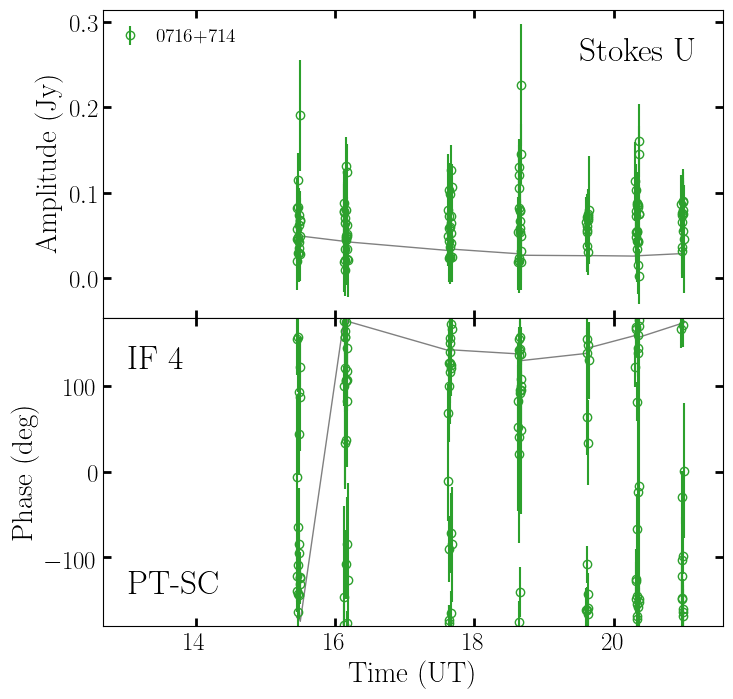 0716+714
Stokes U
0.3
0.2
0.1
0.0
Amplitude (Jy)
IF 4
PT-SC
100
0
−100
Phase (deg)
14 16 18 20
Time (UT)